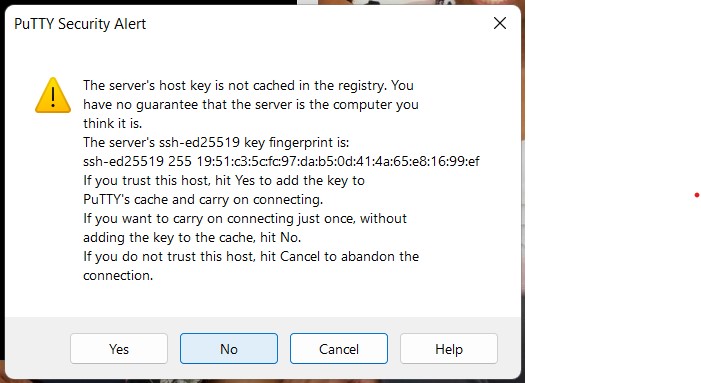 PuTTY Security Alert
The server's host key is not cached in the registry. You
have no guarantee that the server is the computer you
think it is.
The server's ssh-ed25519 key fingerprint is:
ssh-ed25519 255 19:51:c3:5c:fc:97:da:b5:0d:41:4a:65:e8:16:99:ef
If you trust this host, hit Yes to add the key to
PuTTY's cache and carry on connecting.
If you want to carry on connecting just once, without
adding the key to the cache, hit No.
If you do not trust this host, hit Cancel to abandon the
connection.
Yes No Cancel Help